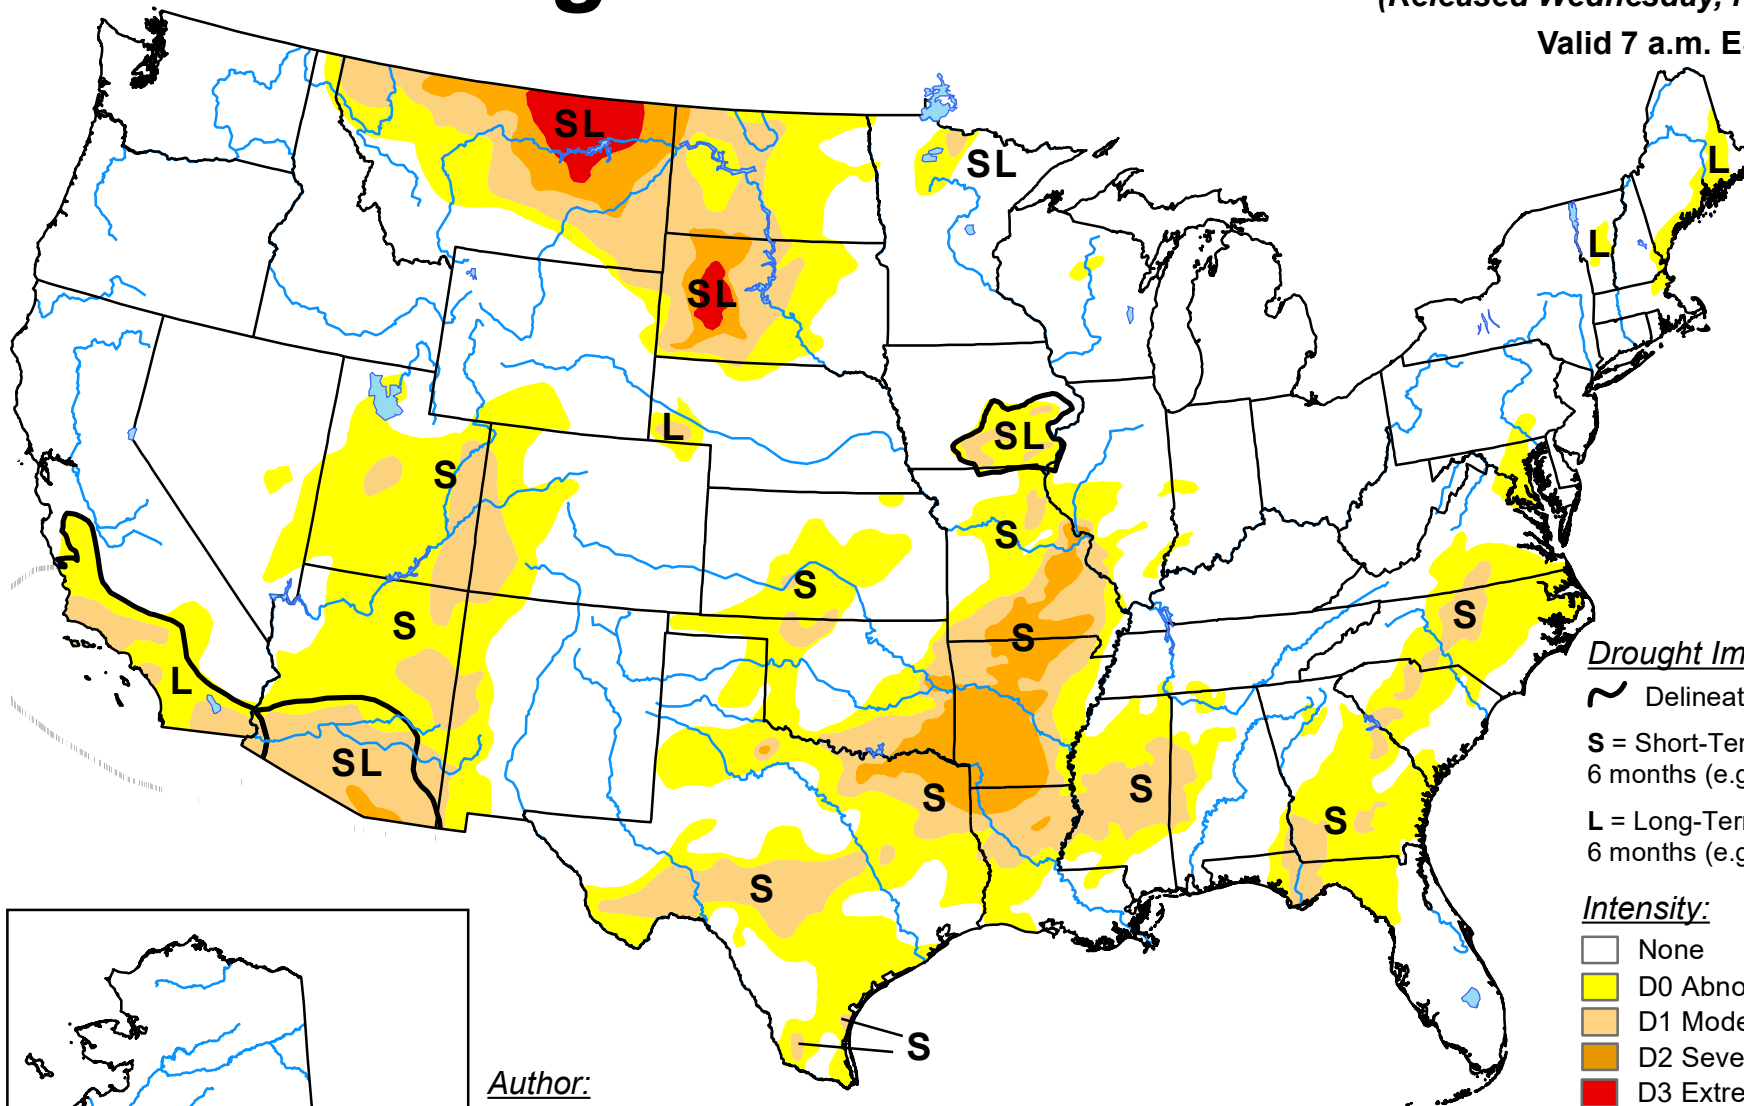 Valid 7 a.m. E
SL
SL
L
L
SL
SL
L
S
SL
S
S
S
S
S
L
SL
S
S
S
S
S
S
Drought Im
Delineat
S = Short-Ter
6 months (e.g
L = Long-Ter
6 months (e.g
Intensity:
None
D0 Abno
D1 Mode
D2 Seve
D3 Extre
Author: